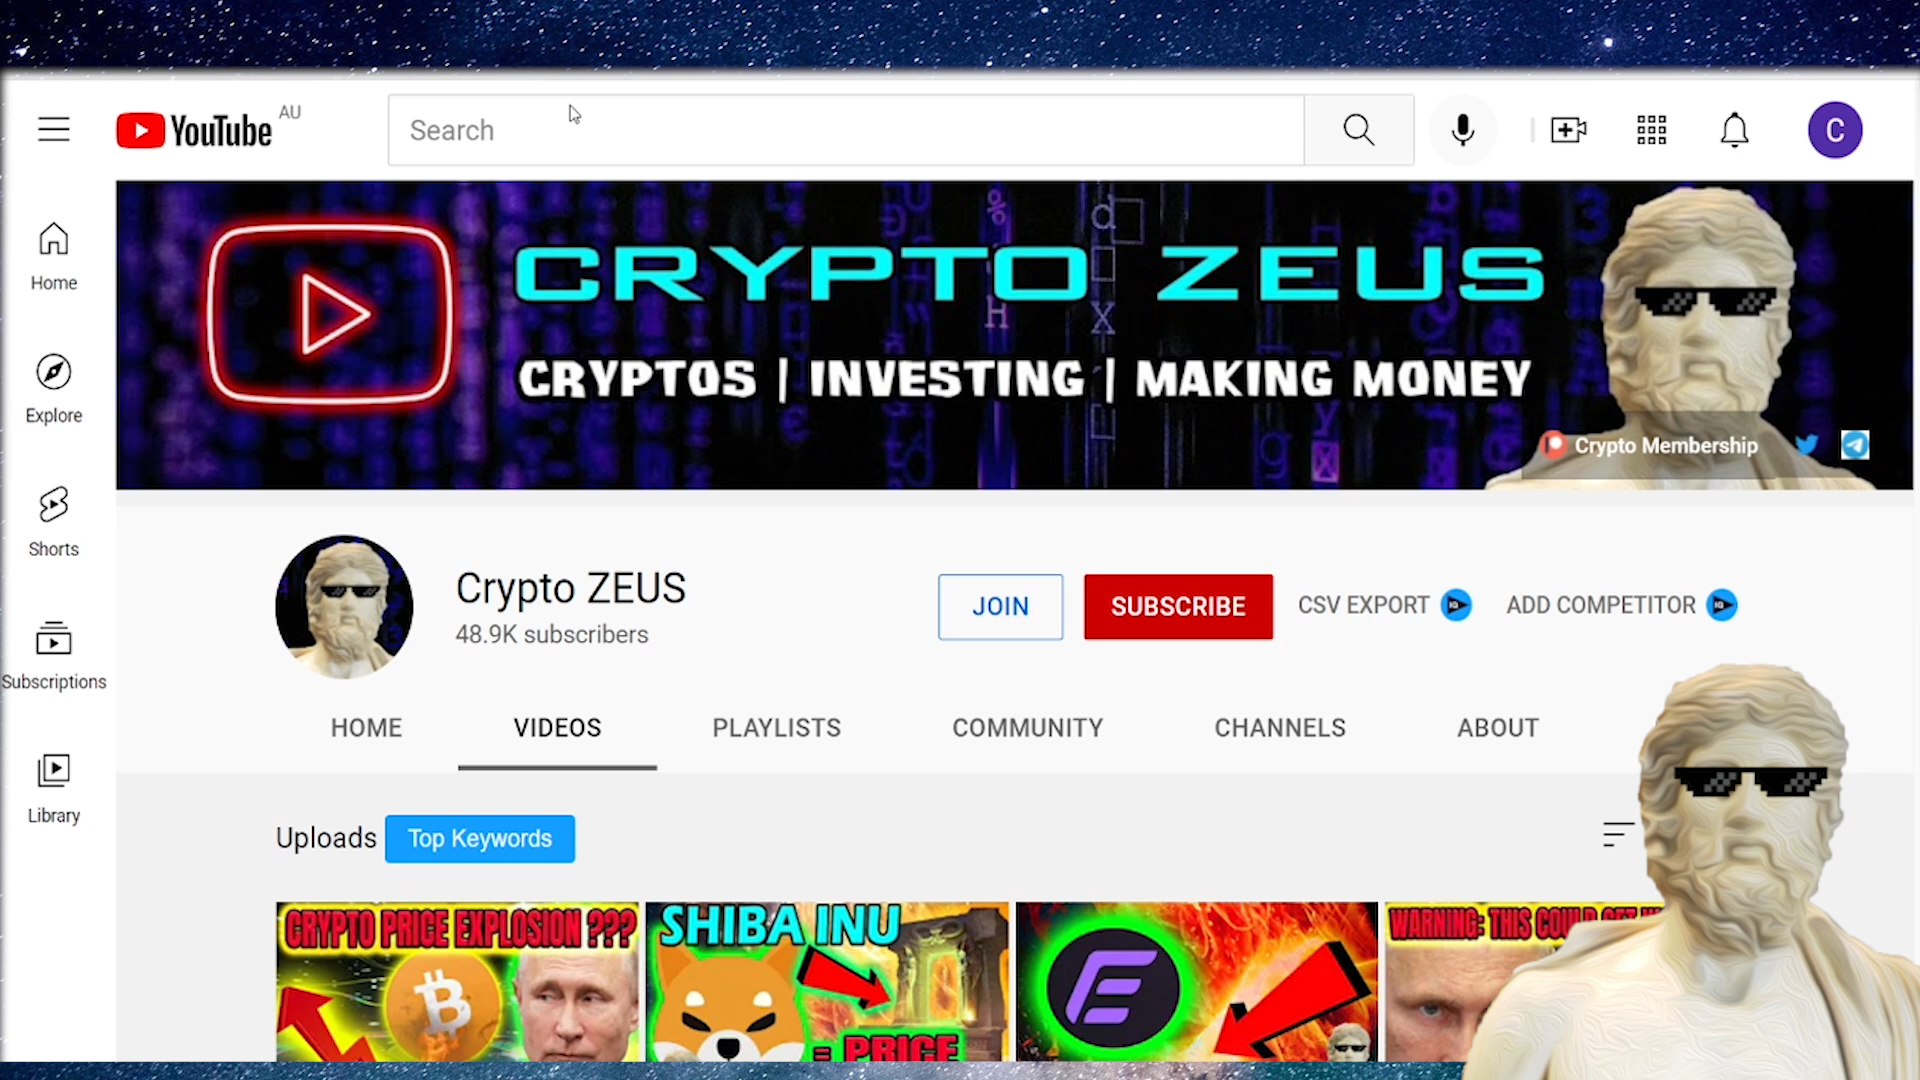 YouTube AU
Search
C
Home
Explore
Shorts
Subscriptions
Library
CRYPTO ZEUS
CRYPTOS | INVESTING | MAKING MONEY
Crypto Membership
Crypto ZEUS
48.9K subscribers
JOIN
SUBSCRIBE
CSV EXPORT
ADD COMPETITOR
HOME
VIDEOS
PLAYLISTS
COMMUNITY
CHANNELS
ABOUT
Uploads
Top Keywords
CRYPTO PRICE EXPLOSION ???
SHIBA INU
= PRICE
WARNING: THIS COULD GET